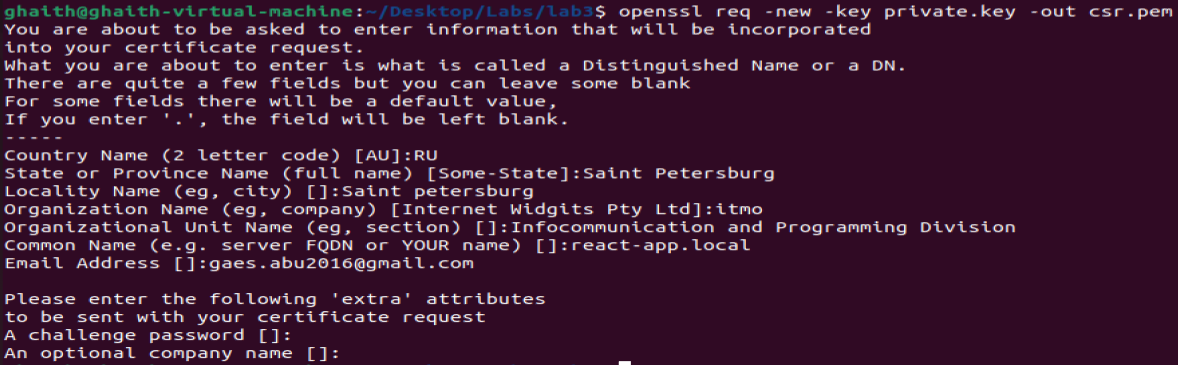 ghaith@ghaith-virtual-machine:~/Desktop/Labs/lab3$ openssl req -new -key private.key -out csr.pem
You are about to be asked to enter information that will be incorporated
into your certificate request.
What you are about to enter is what is called a Distinguished Name or a DN.
There are quite a few fields but you can leave some blank
For some fields there will be a default value,
If you enter '.', the field will be left blank.
-----
Country Name (2 letter code) [AU]:RU
State or Province Name (full name) [Some-State]:Saint Petersburg
Locality Name (eg, city) []:Saint petersburg
Organization Name (eg, company) [Internet Widgits Pty Ltd]:itmo
Organizational Unit Name (eg, section) []:Infocommunication and Programming Division
Common Name (e.g. server FQDN or YOUR name) []:react-app.local
Email Address []:gaes.abu2016@gmail.com
Please enter the following 'extra' attributes
to be sent with your certificate request
A challenge password []:
An optional company name []: